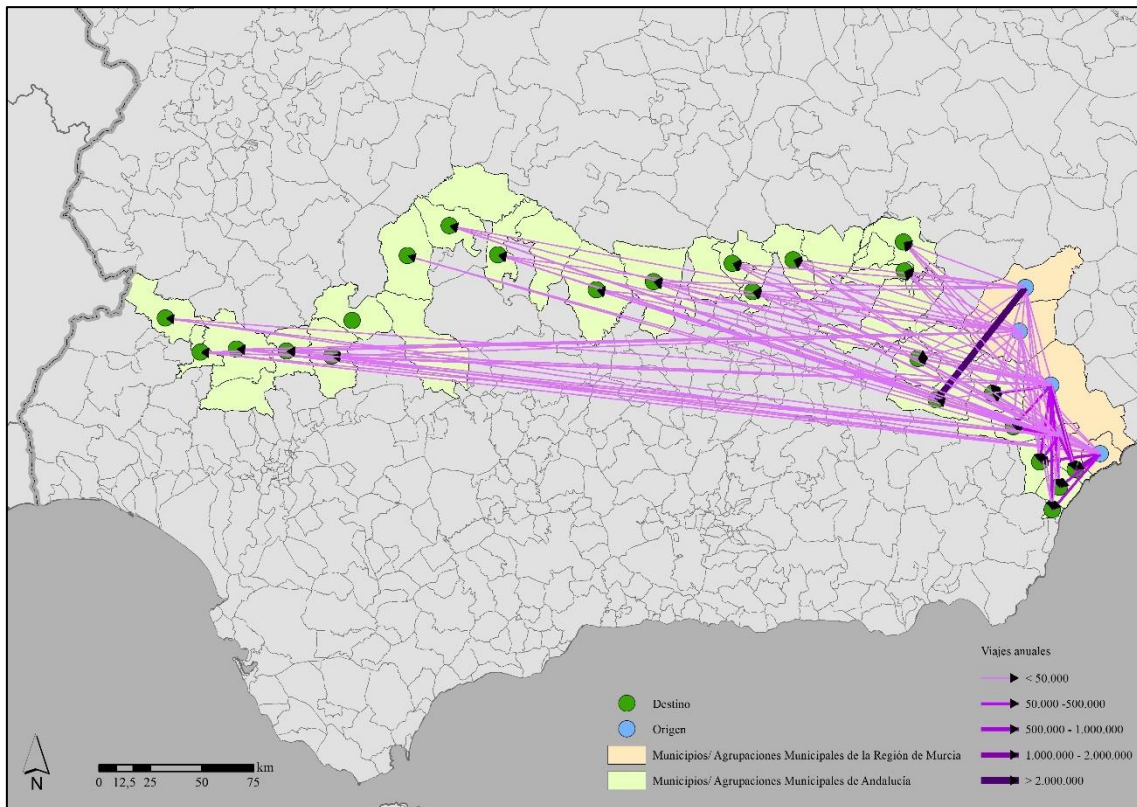 Viajes anuales
< 50.000
50.000 -500.000
500.000 - 1.000.000
1.000.000 - 2.000.000
> 2.000.000
Destino
Origen
Municipios/ Agrupaciones Municipales de la Región de Murcia
Municipios/ Agrupaciones Municipales de Andalucía
N
km
0 12,5 25 50 75